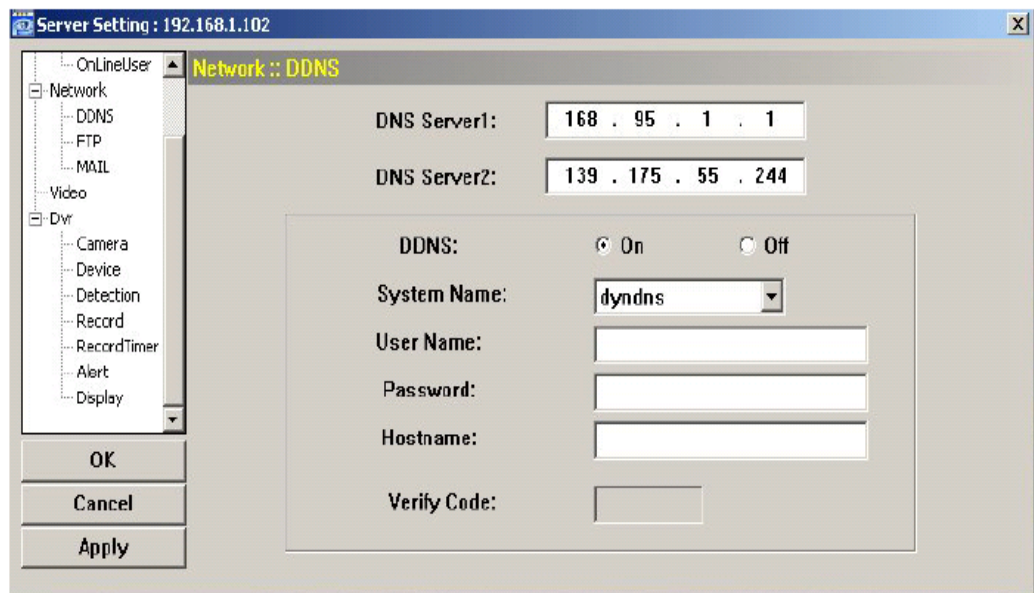 Server Setting : 192.168.1.102
OnLineUser
Network
DDNS
FTP
MAIL
Video
Dvr
Camera
Device
Detection
Record
RecordTimer
Alert
Display
OK
Cancel
Apply
Network :: DDNS
DNS Server1: 168 . 95 . 1 . 1
DNS Server2: 139 . 175 . 55 . 244
DDNS: On Off
System Name: dyndns
User Name:
Password:
Hostname:
Verify Code: